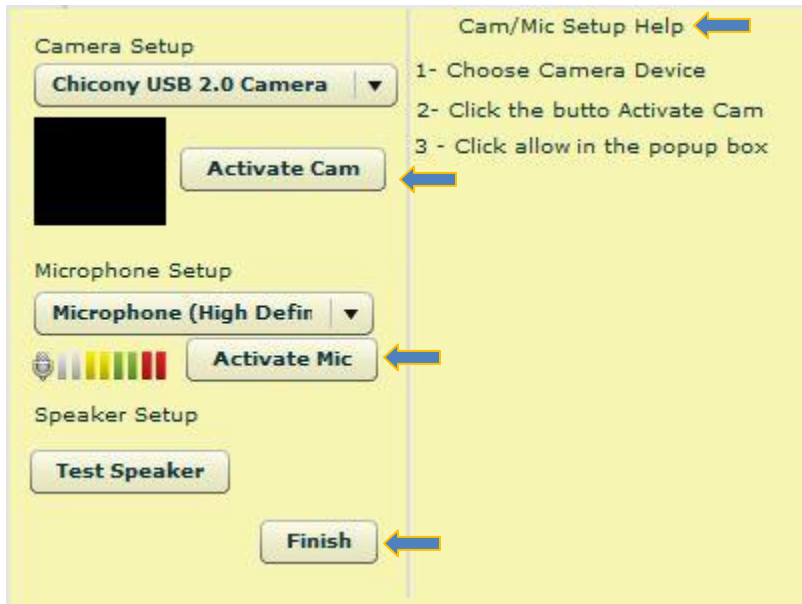 Camera Setup
Chicony USB 2.0 Camera
Activate Cam
Microphone Setup
Microphone (High Defin
Activate Mic
Speaker Setup
Test Speaker
Finish
Cam/Mic Setup Help
1- Choose Camera Device
2- Click the butto Activate Cam
3 - Click allow in the popup box